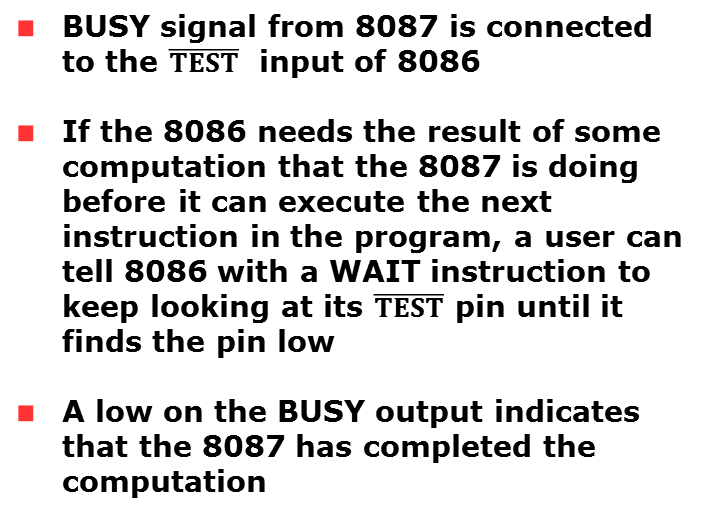 ■ BUSY signal from 8087 is connected
to the T̅E̅S̅T̅ input of 8086
■ If the 8086 needs the result of some
computation that the 8087 is doing
before it can execute the next
instruction in the program, a user can
tell 8086 with a WAIT instruction to
keep looking at its T̅E̅S̅T̅ pin until it
finds the pin low
■ A low on the BUSY output indicates
that the 8087 has completed the
computation